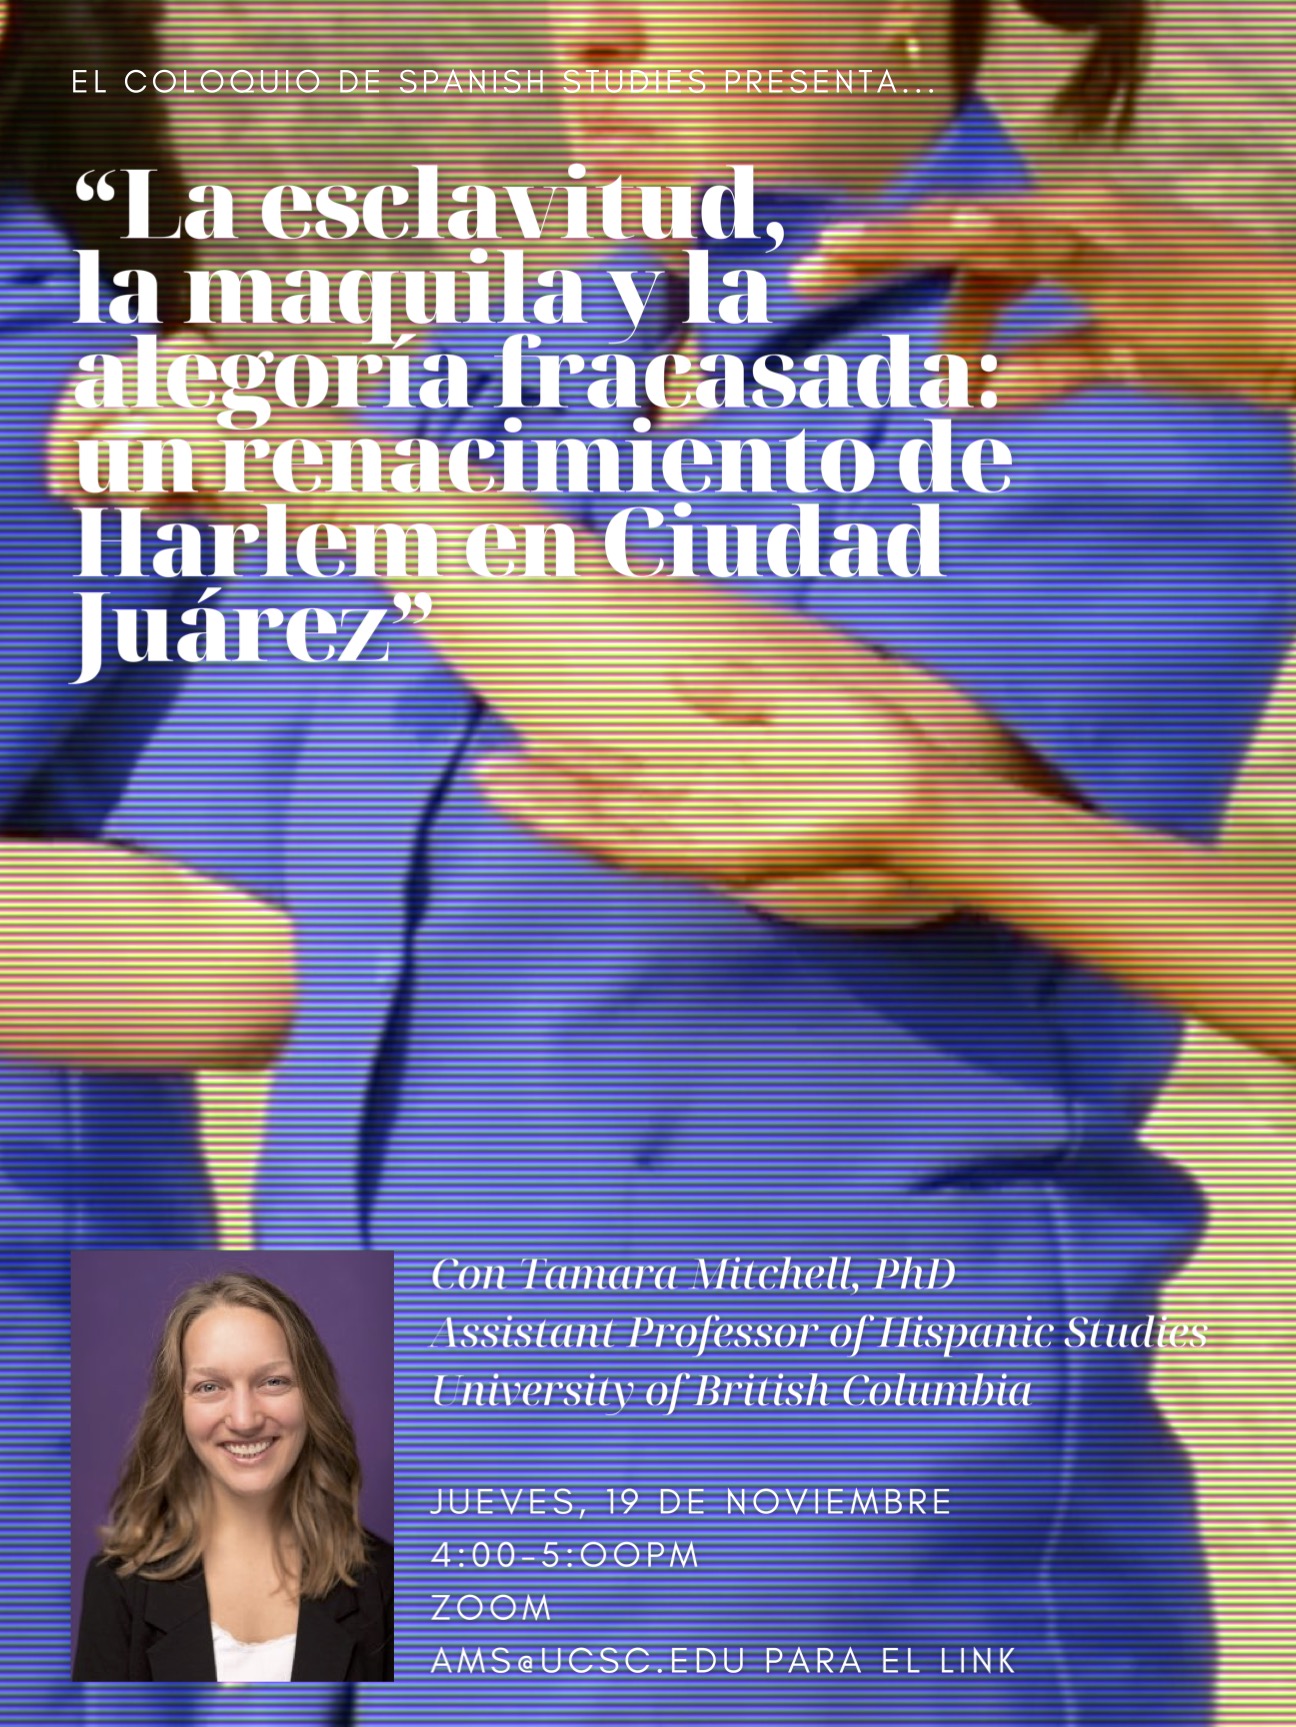 EL COLOQUIO DE SPANISH STUDIES PRESENTA...
“La esclavitud,
la maquila y la
alegoría fracasada:
un renacimiento de
Harlem en Ciudad
Juárez”
Con Tamara Mitchell, PhD
Assistant Professor of Hispanic Studies
University of British Columbia
JUEVES, 19 DE NOVIEMBRE
4:00-5:OOPM
ZOOM
AMS@UCSC.EDU PARA EL LINK